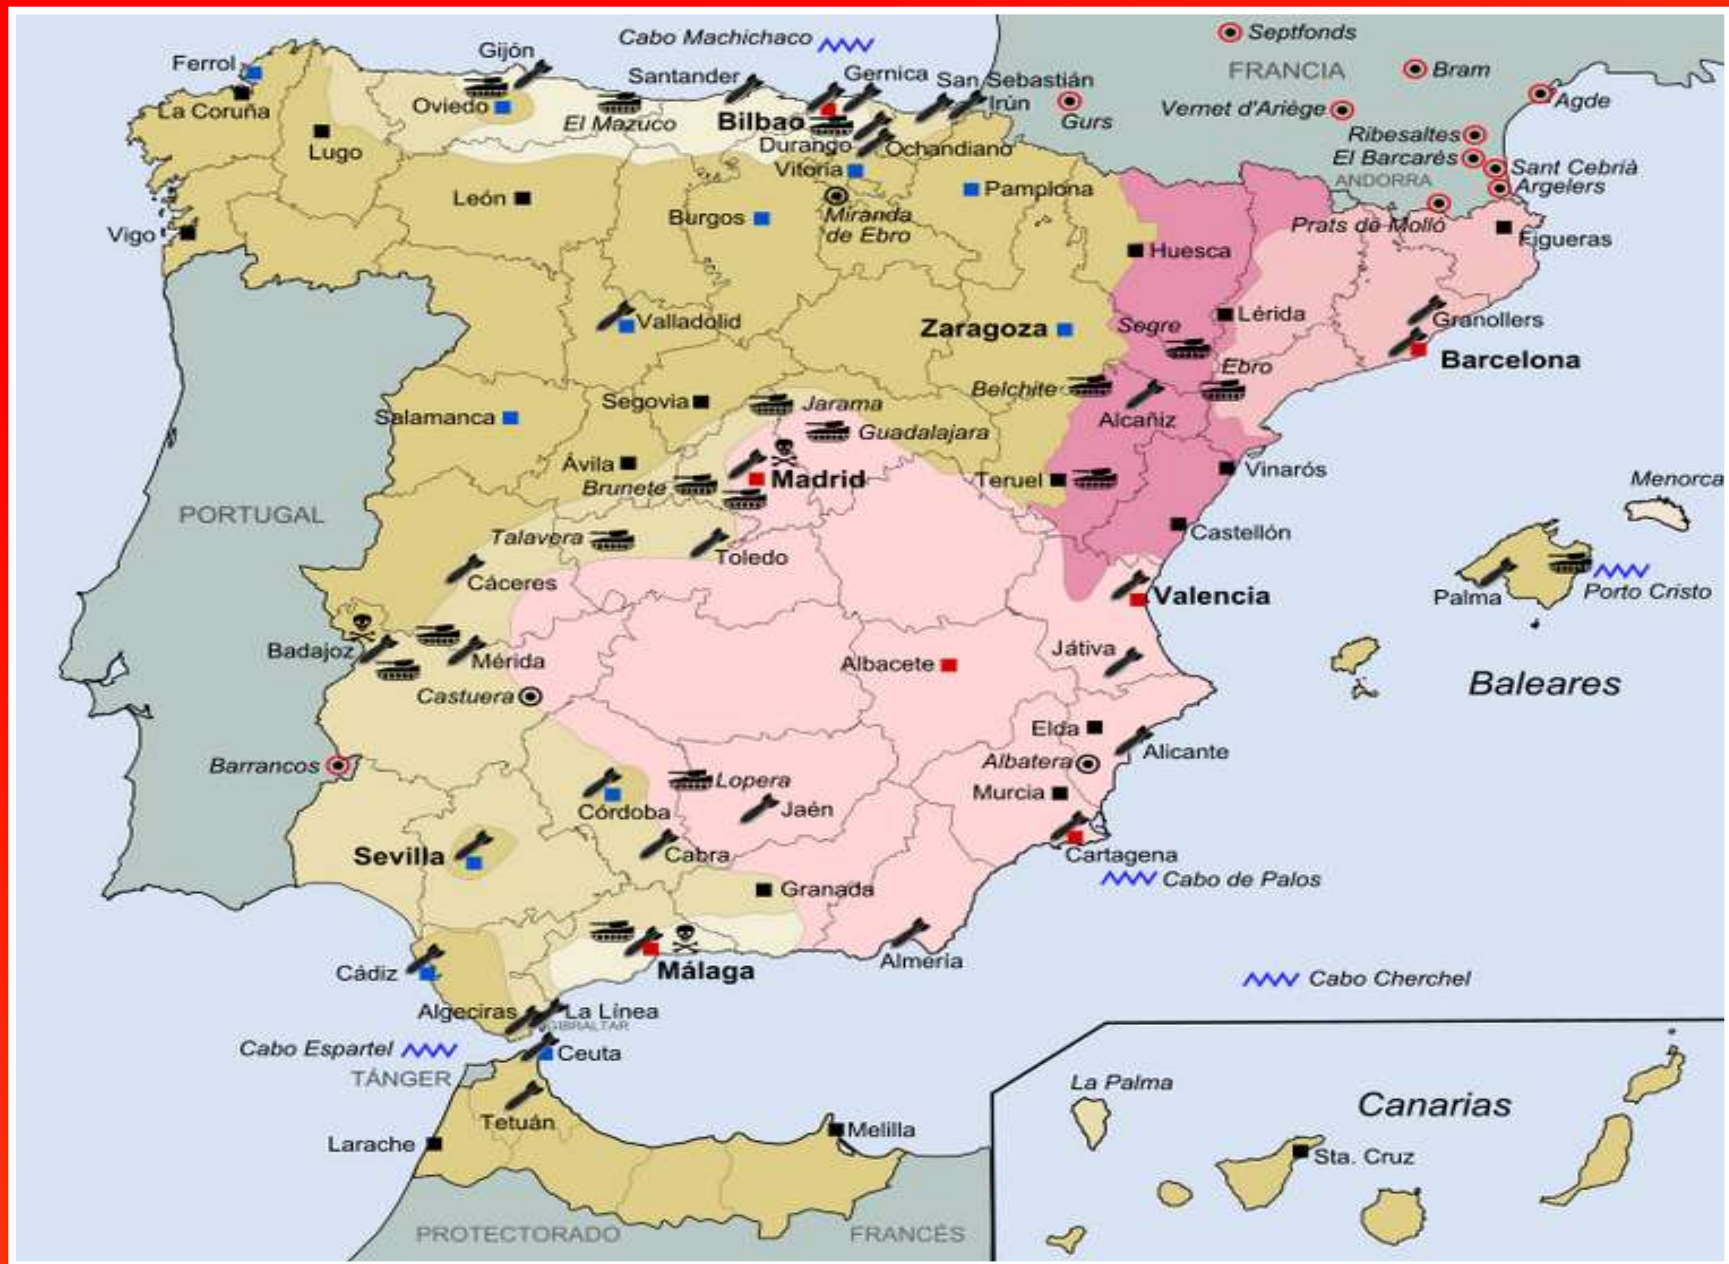 Cabo Machichaco
Septfonds
Gijón
Ferrol
Santander
Gernica
San Sebastián
FRANCIA
Bram
La Coruña
Oviedo
El Mazuco
Bilbao
Irún
Gurs
Vernet d'Ariège
Agde
Lugo
Durango
Ochandiano
Ribesaltes
El Barcarès
Vitoria
Sant Cebrià
ANDORRA
Argelers
León
Pamplona
Burgos
Miranda
de Ebro
Prats de Molló
Vigo
Huesca
Figueras
Valladolid
Zaragoza
Segre
Lérida
Granollers
Barcelona
Ebro
Belchite
Salamanca
Segovia
Jarama
Alcañiz
Guadalajara
Ávila
Brunete
Madrid
Teruel
Vinarós
Menorca
PORTUGAL
Talavera
Toledo
Castellón
Cáceres
Valencia
Palma
Porto Cristo
Badajoz
Mérida
Albacete
Játiva
Baleares
Castuera
Elda
Alicante
Barrancos
Albatera
Lopera
Murcia
Córdoba
Jaén
Sevilla
Cabra
Cartagena
Granada
Cabo de Palos
Cádiz
Málaga
Almería
Cabo Cherchel
Algeciras
La Línea
GIBRALTAR
Cabo Espartel
Ceuta
TÁNGER
La Palma
Canarias
Tetuán
Larache
Melilla
Sta. Cruz
PROTECTORADO
FRANCÉS